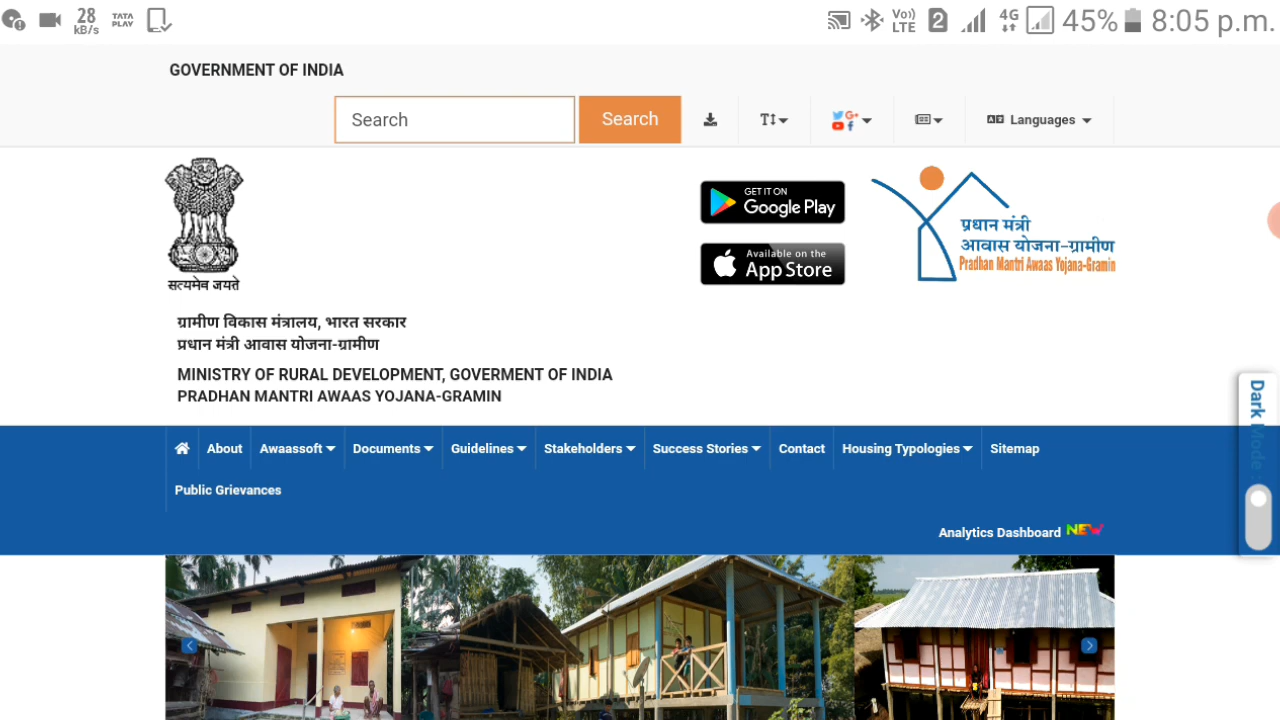 28
kB/s
TATA
PLAY
Vo))
LTE
2
4G
45%
8:05 p.m.
GOVERNMENT OF INDIA
Search
Search
Languages
GET IT ON
Google Play
Available on the
App Store
प्रधान मंत्री
आवास योजना-ग्रामीण
Pradhan Mantri Awaas Yojana-Gramin
सत्यमेव जयते
ग्रामीण विकास मंत्रालय, भारत सरकार
प्रधान मंत्री आवास योजना-ग्रामीण
MINISTRY OF RURAL DEVELOPMENT, GOVERMENT OF INDIA
PRADHAN MANTRI AWAAS YOJANA-GRAMIN
Dark Mode :
About Awaassoft Documents Guidelines Stakeholders Success Stories Contact Housing Typologies Sitemap
Public Grievances
Analytics Dashboard NEW